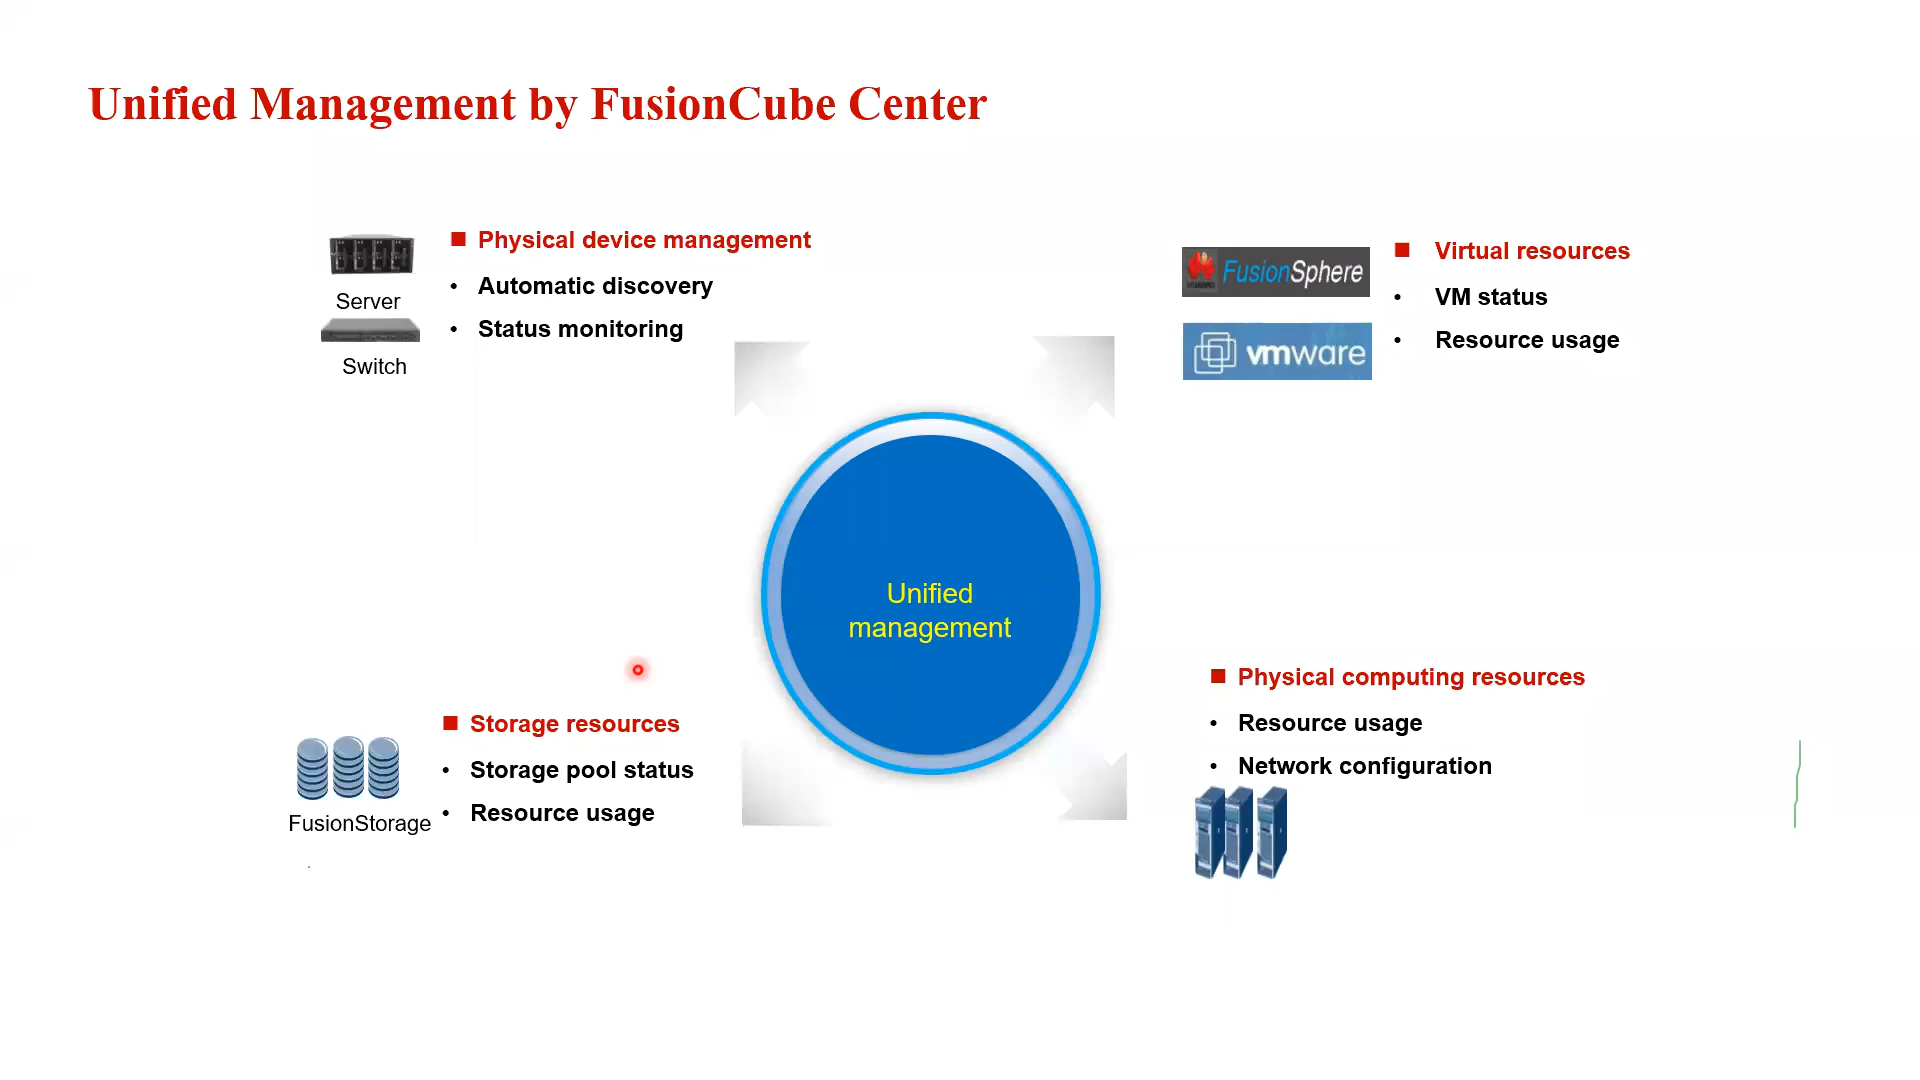 Unified Management by FusionCube Center
Server
Switch
■ Physical device management
• Automatic discovery
• Status monitoring
FusionSphere
vmware
■ Virtual resources
• VM status
• Resource usage
Unified
management
FusionStorage
■ Storage resources
• Storage pool status
• Resource usage
■ Physical computing resources
• Resource usage
• Network configuration